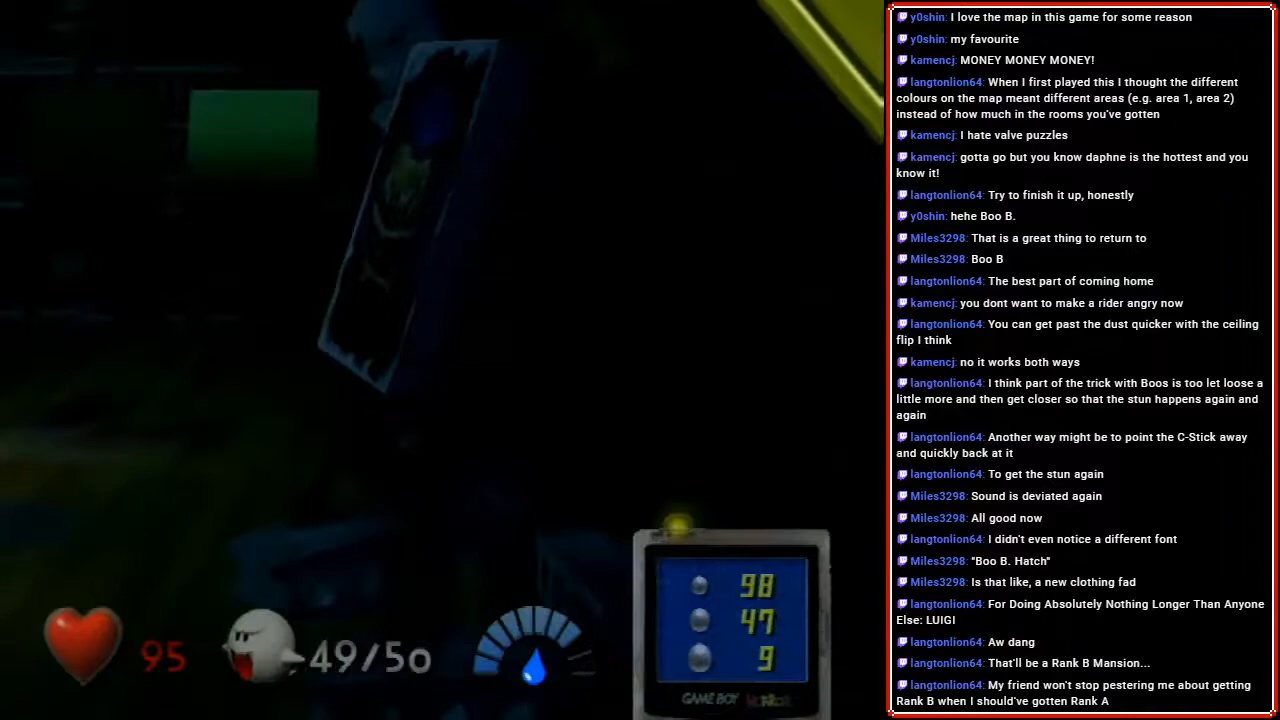 y0shin: I love the map in this game for some reason
y0shin: my favourite
kamencj: MONEY MONEY MONEY!
langtonlion64: When I first played this I thought the different
colours on the map meant different areas (e.g. area 1, area 2)
instead of how much in the rooms you've gotten
kamencj: I hate valve puzzles
kamencj: gotta go but you know daphne is the hottest and you
know it!
langtonlion64: Try to finish it up, honestly
y0shin: hehe Boo B.
Miles3298: That is a great thing to return to
Miles3298: Boo B
langtonlion64: The best part of coming home
kamencj: you dont want to make a rider angry now
langtonlion64: You can get past the dust quicker with the ceiling
flip I think
kamencj: no it works both ways
langtonlion64: I think part of the trick with Boos is too let loose a
little more and then get closer so that the stun happens again and
again
langtonlion64: Another way might be to point the C-Stick away
and quickly back at it
langtonlion64: To get the stun again
Miles3298: Sound is deviated again
Miles3298: All good now
langtonlion64: I didn't even notice a different font
Miles3298: "Boo B. Hatch"
Miles3298: Is that like, a new clothing fad
langtonlion64: For Doing Absolutely Nothing Longer Than Anyone
Else: LUIGI
langtonlion64: Aw dang
langtonlion64: That'll be a Rank B Mansion...
langtonlion64: My friend won't stop pestering me about getting
Rank B when I should've gotten Rank A
98
47
9
95
49/50
GAME BOY HORROR